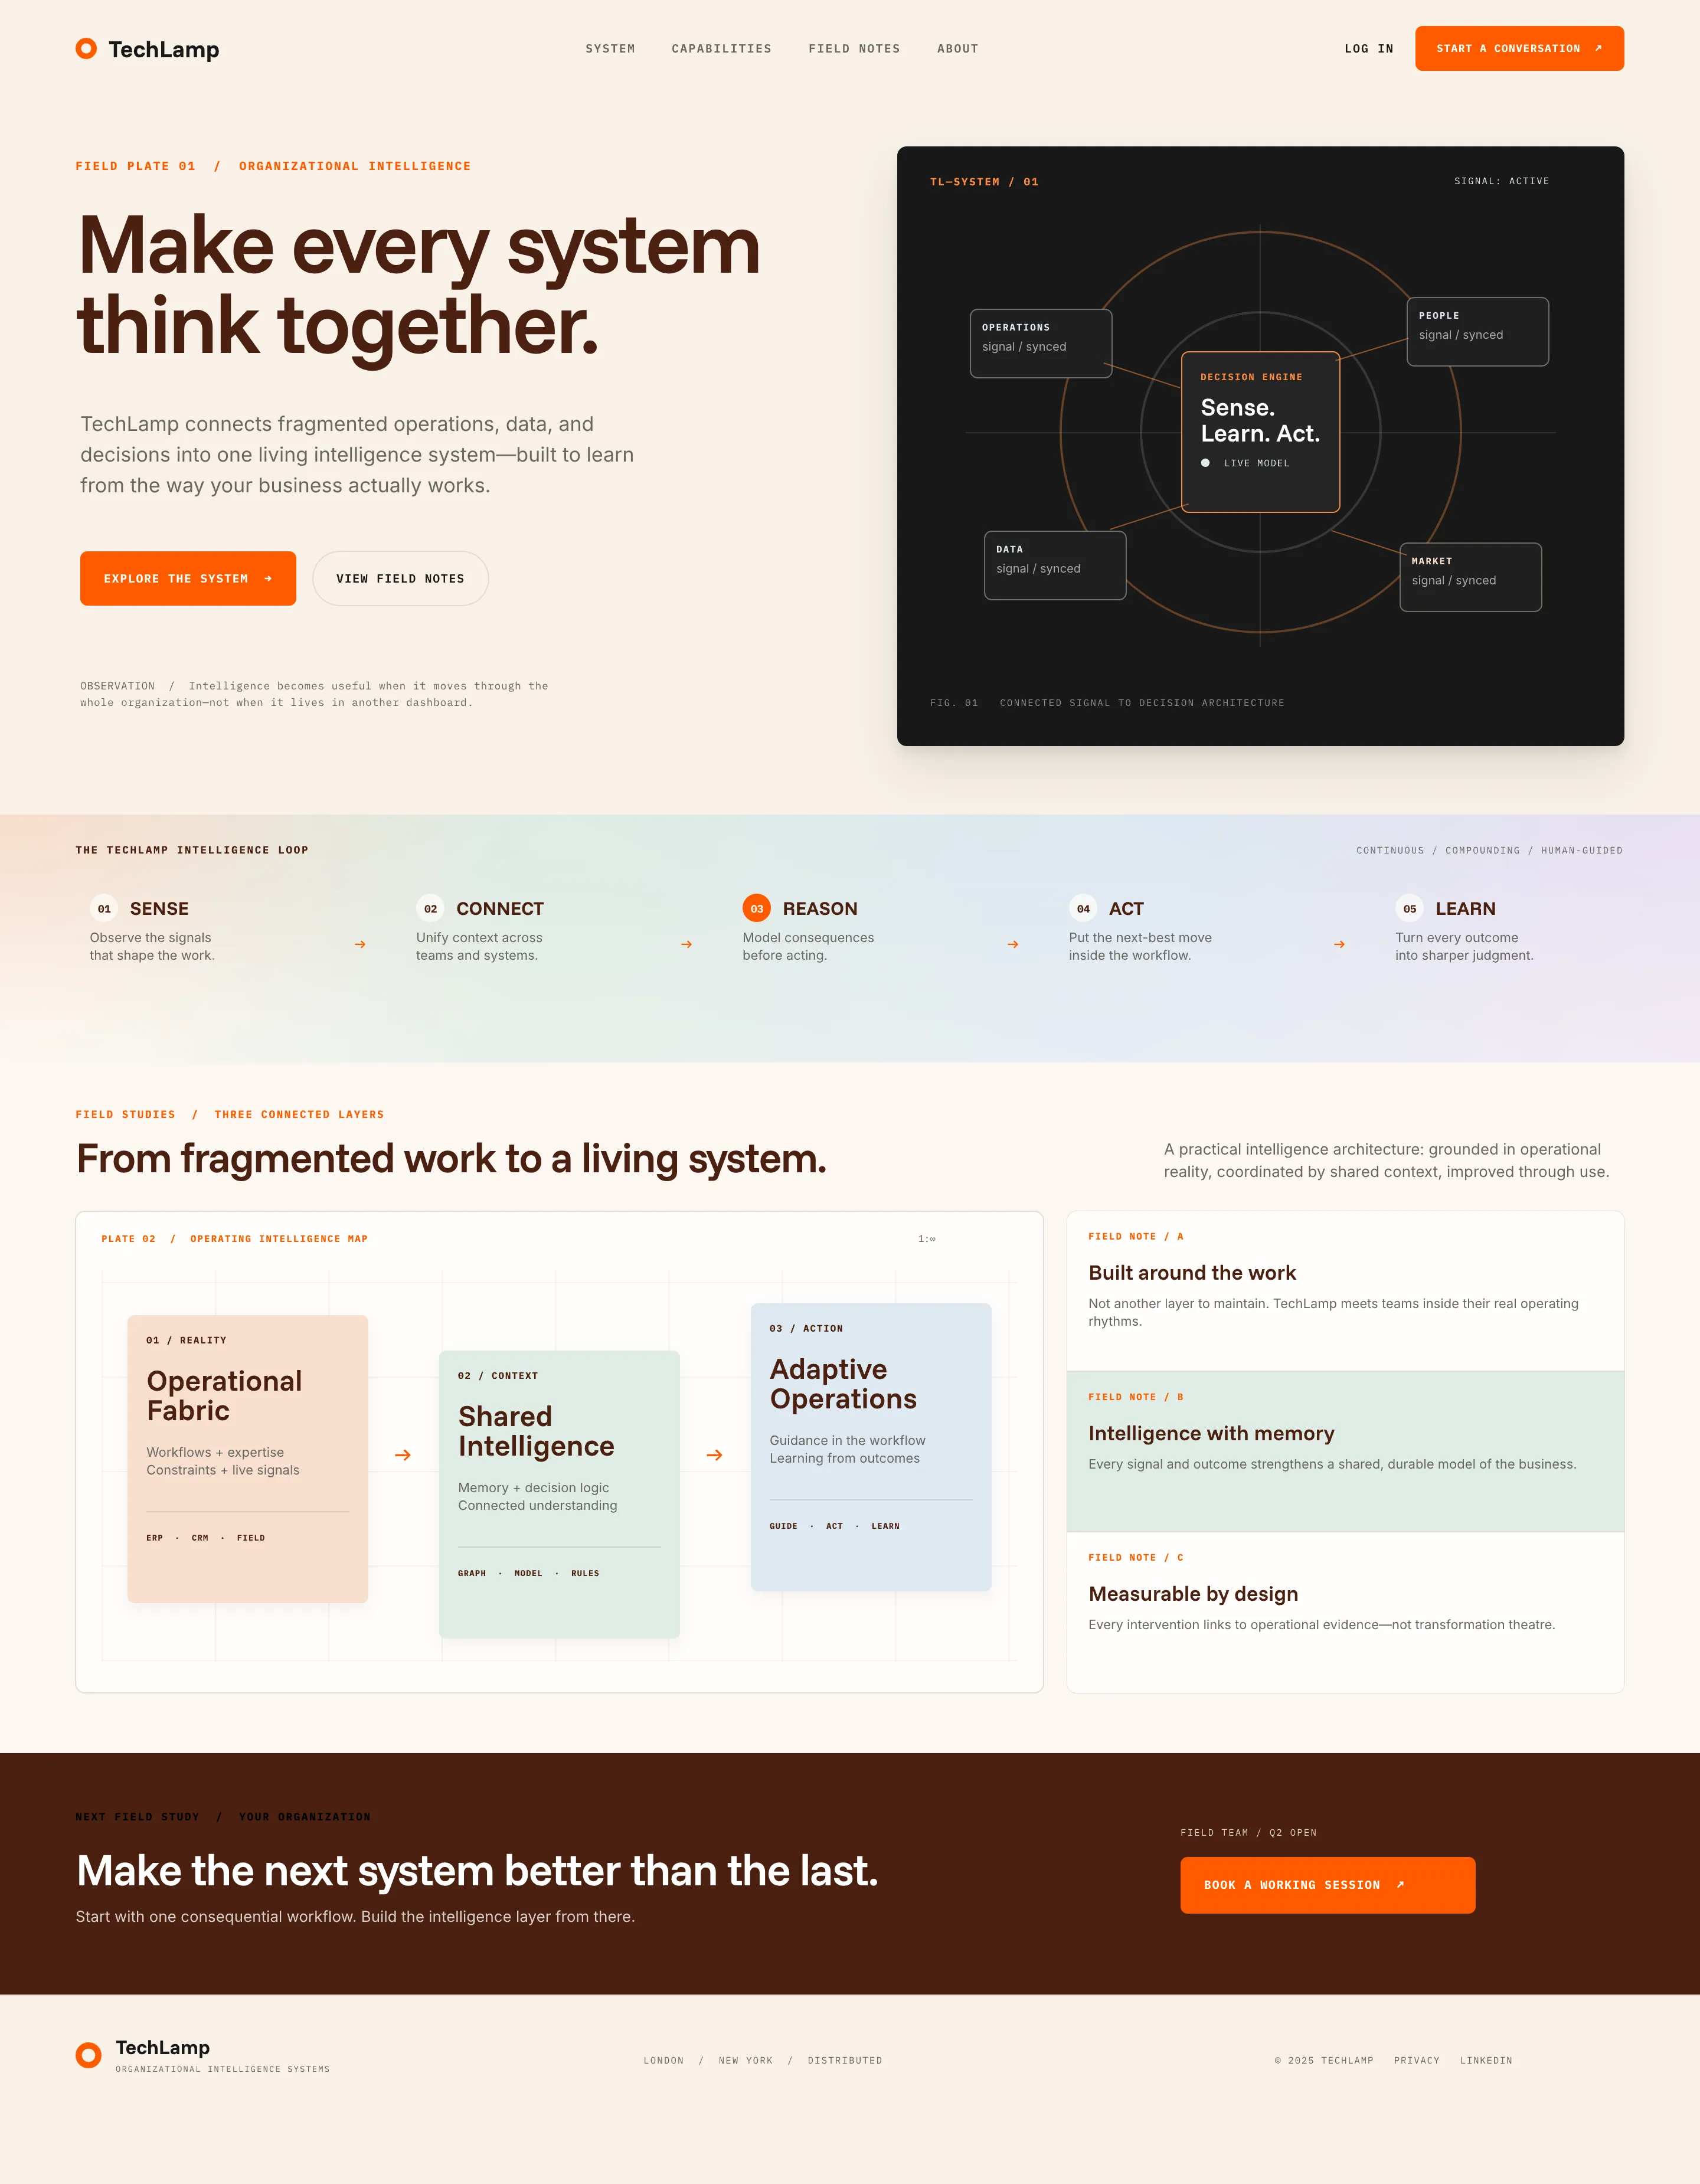 TechLamp
SYSTEM
CAPABILITIES
FIELD NOTES
ABOUT
LOG IN
START A CONVERSATION ↗
FIELD PLATE 01 / ORGANIZATIONAL INTELLIGENCE
Make every system
think together.
TechLamp connects fragmented operations, data, and
decisions into one living intelligence system—built to learn
from the way your business actually works.
EXPLORE THE SYSTEM →
VIEW FIELD NOTES
OBSERVATION / Intelligence becomes useful when it moves through the
whole organization—not when it lives in another dashboard.
TL—SYSTEM / 01
SIGNAL: ACTIVE
OPERATIONS
signal / synced
PEOPLE
signal / synced
DECISION ENGINE
Sense.
Learn. Act.
LIVE MODEL
DATA
signal / synced
MARKET
signal / synced
FIG. 01 CONNECTED SIGNAL TO DECISION ARCHITECTURE
THE TECHLAMP INTELLIGENCE LOOP
CONTINUOUS / COMPOUNDING / HUMAN-GUIDED
01 SENSE
Observe the signals
that shape the work.
→
02 CONNECT
Unify context across
teams and systems.
→
03 REASON
Model consequences
before acting.
→
04 ACT
Put the next-best move
inside the workflow.
→
05 LEARN
Turn every outcome
into sharper judgment.
FIELD STUDIES / THREE CONNECTED LAYERS
From fragmented work to a living system.
A practical intelligence architecture: grounded in operational
reality, coordinated by shared context, improved through use.
PLATE 02 / OPERATING INTELLIGENCE MAP
1:∞
01 / REALITY
Operational
Fabric
Workflows + expertise
Constraints + live signals
ERP · CRM · FIELD
→
02 / CONTEXT
Shared
Intelligence
Memory + decision logic
Connected understanding
GRAPH · MODEL · RULES
→
03 / ACTION
Adaptive
Operations
Guidance in the workflow
Learning from outcomes
GUIDE · ACT · LEARN
FIELD NOTE / A
Built around the work
Not another layer to maintain. TechLamp meets teams inside their real operating
rhythms.
FIELD NOTE / B
Intelligence with memory
Every signal and outcome strengthens a shared, durable model of the business.
FIELD NOTE / C
Measurable by design
Every intervention links to operational evidence—not transformation theatre.
NEXT FIELD STUDY / YOUR ORGANIZATION
Make the next system better than the last.
Start with one consequential workflow. Build the intelligence layer from there.
FIELD TEAM / Q2 OPEN
BOOK A WORKING SESSION ↗
TechLamp
ORGANIZATIONAL INTELLIGENCE SYSTEMS
LONDON / NEW YORK / DISTRIBUTED
© 2025 TECHLAMP PRIVACY LINKEDIN